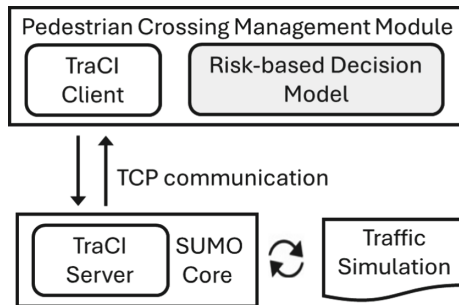 Pedestrian Crossing Management Module
TraCI
Client
Risk-based Decision
Model
TCP communication
TraCI
Server
SUMO
Core
Traffic
Simulation